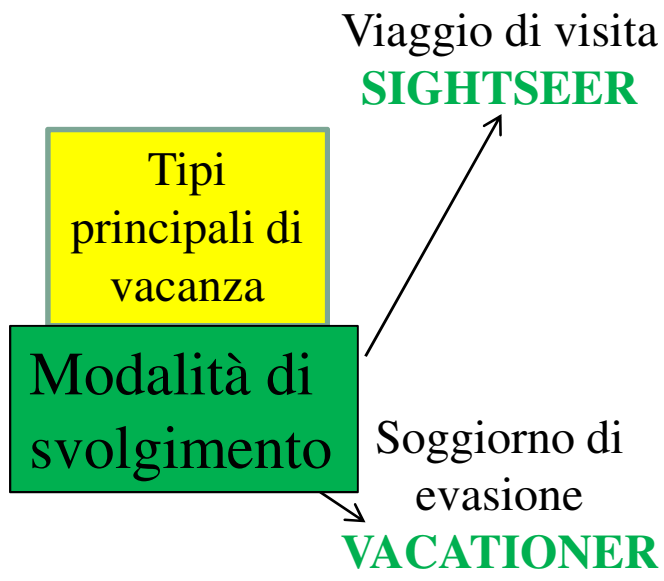 Viaggio di visita
SIGHTSEER
Tipi
principali di
vacanza
Modalità di
svolgimento
Soggiorno di
evasione
VACATIONER